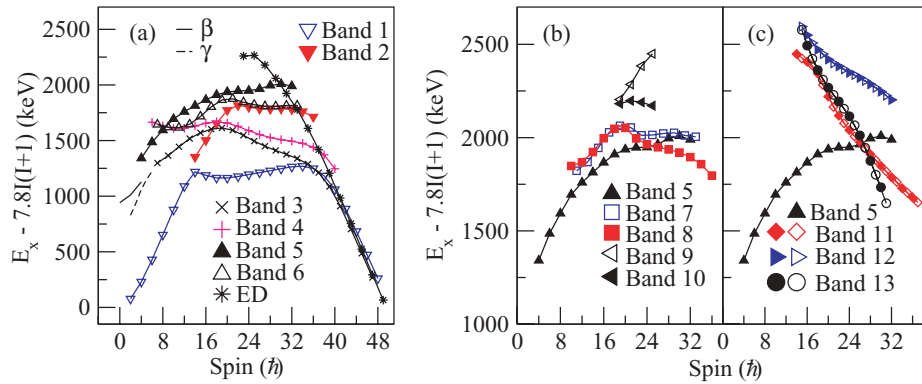 (a)
β
γ
Band 1
Band 2
Band 3
Band 4
Band 5
Band 6
ED
E_x - 7.8I(I+1) (keV)
2500
2000
1500
1250
1000
500
0
0 8 16 24 32 40 48
Spin (ℏ)
(b)
Band 5
Band 7
Band 8
Band 9
Band 10
E_x - 7.8I(I+1) (keV)
2500
2000
1500
1000
0 8 16 24 32
Spin (ℏ)
(c)
Band 5
Band 11
Band 12
Band 13
0 8 16 24 32
Spin (ℏ)